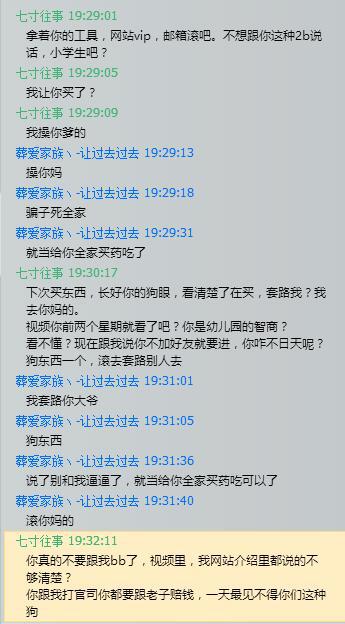 七寸往事 19:29:01
拿着你的工具，网站vip，邮箱滚吧。不想跟你这种2b说
话，小学生吧？
七寸往事 19:29:05
我让你买了？
七寸往事 19:29:09
我操你爹的
葬爱家族ヽ-让过去过去 19:29:13
操你妈
葬爱家族ヽ-让过去过去 19:29:18
骗子死全家
葬爱家族ヽ-让过去过去 19:29:31
就当给你全家买药吃了
七寸往事 19:30:17
下次买东西，长好你的狗眼，看清楚了在买，套路我？我
去你妈的。
视频你前两个星期就看了吧？你是幼儿园的智商？
看不懂？现在跟我说你不加好友就要进，你咋不日天呢？
狗东西一个，滚去套路别人去
葬爱家族ヽ-让过去过去 19:31:01
我套路你大爷
葬爱家族ヽ-让过去过去 19:31:05
狗东西
葬爱家族ヽ-让过去过去 19:31:36
说了别和我逼逼了，就当给你全家买药吃可以了
葬爱家族ヽ-让过去过去 19:31:40
滚你妈的
七寸往事 19:32:11
你真的不要跟我bb了，视频里，我网站介绍里都说的不
够清楚？
你跟我打官司你都要跟老子赔钱，一天最见不得你们这种
狗